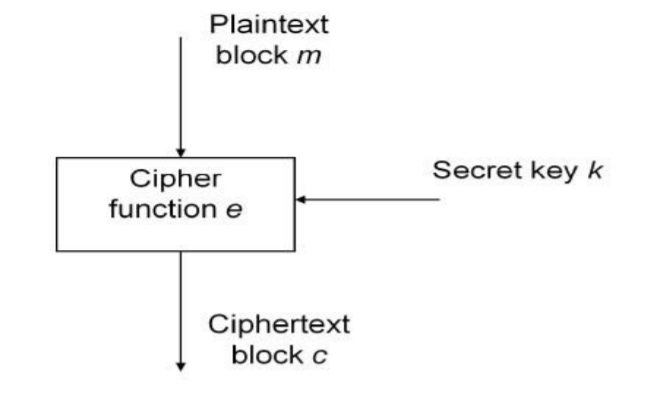 Plaintext
block m
Cipher
function e
Secret key k
Ciphertext
block c